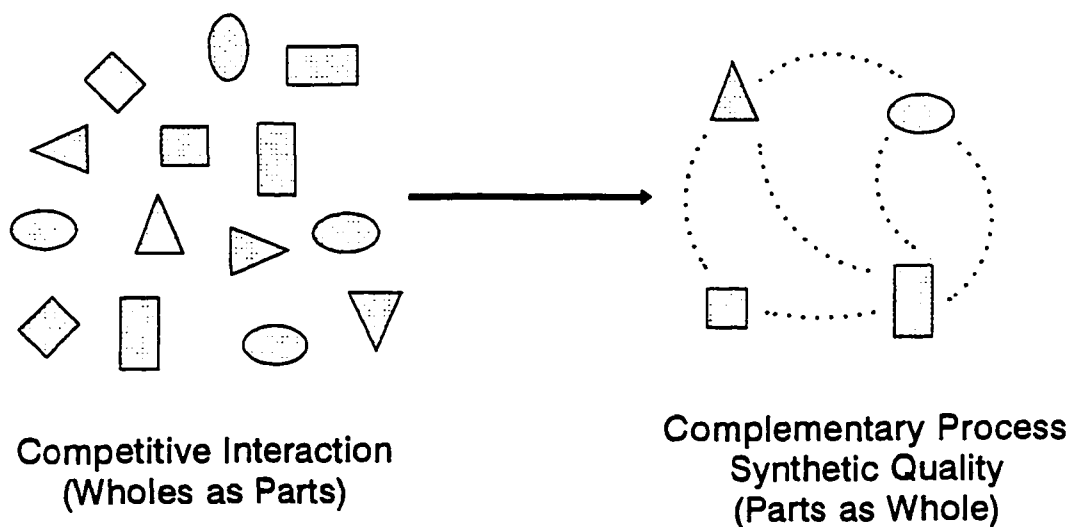 Competitive Interaction
(Wholes as Parts)
Complementary Process
Synthetic Quality
(Parts as Whole)